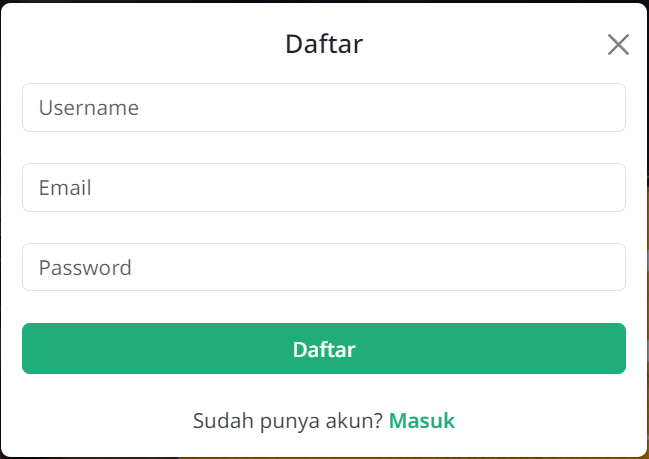 Daftar
Username
Email
Password
Daftar
Sudah punya akun? Masuk